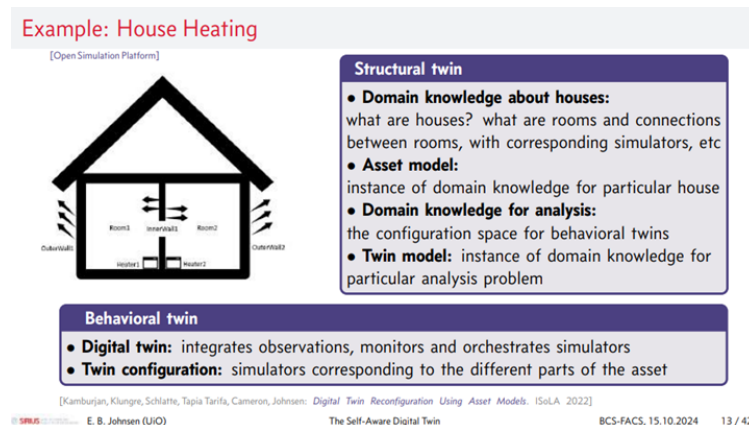 Example: House Heating
[Open Simulation Platform]
Room1
InnerWall1
Room2
OuterWall1
OuterWall2
Heater1
Heater2
Structural twin
• Domain knowledge about houses:
what are houses? what are rooms and connections
between rooms, with corresponding simulators, etc
• Asset model:
instance of domain knowledge for particular house
• Domain knowledge for analysis:
the configuration space for behavioral twins
• Twin model: instance of domain knowledge for
particular analysis problem
Behavioral twin
• Digital twin: integrates observations, monitors and orchestrates simulators
• Twin configuration: simulators corresponding to the different parts of the asset
[Kamburjan, Klungre, Schlatte, Tapia Tarifa, Cameron, Johnsen: Digital Twin Reconfiguration Using Asset Models. ISoLA 2022]
SIRIUS
E. B. Johnsen (UiO)
The Self-Aware Digital Twin
BCS-FACS, 15.10.2024
13 / 42